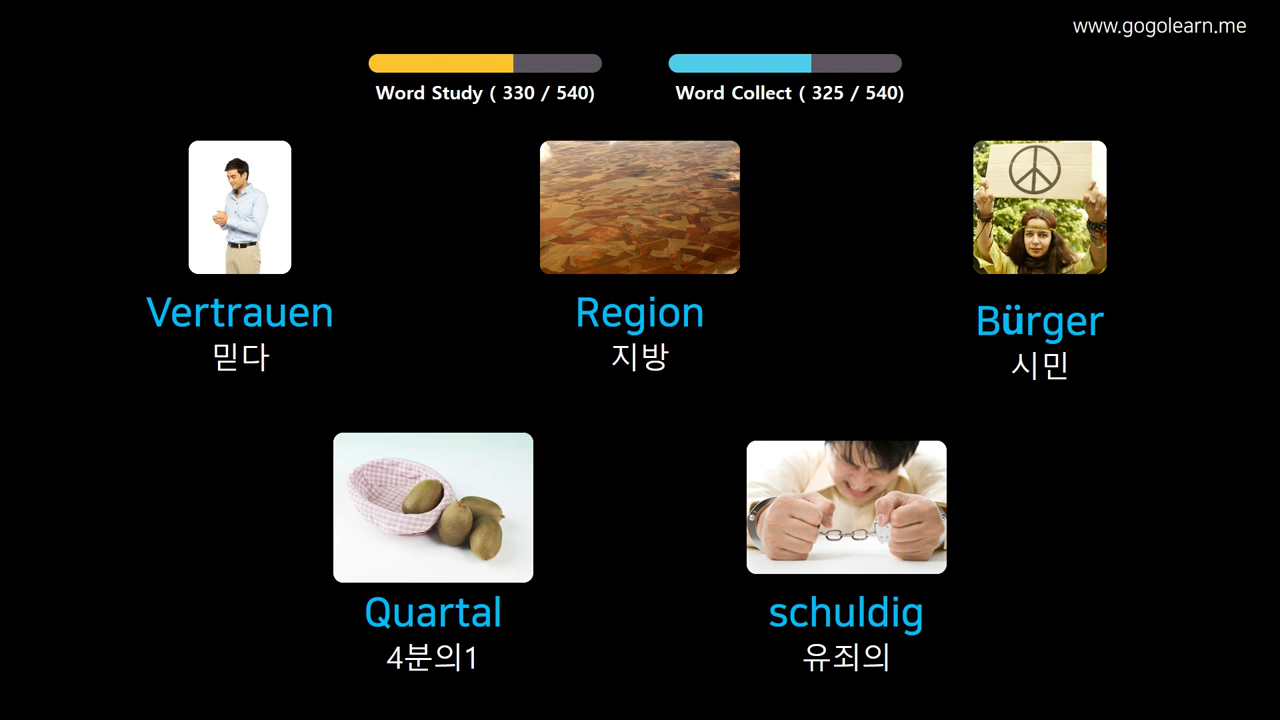 www.gogolearn.me
Word Study ( 330 / 540)
Word Collect ( 325 / 540)
Vertrauen
믿다
Region
지방
Bürger
시민
Quartal
4분의1
schuldig
유죄의